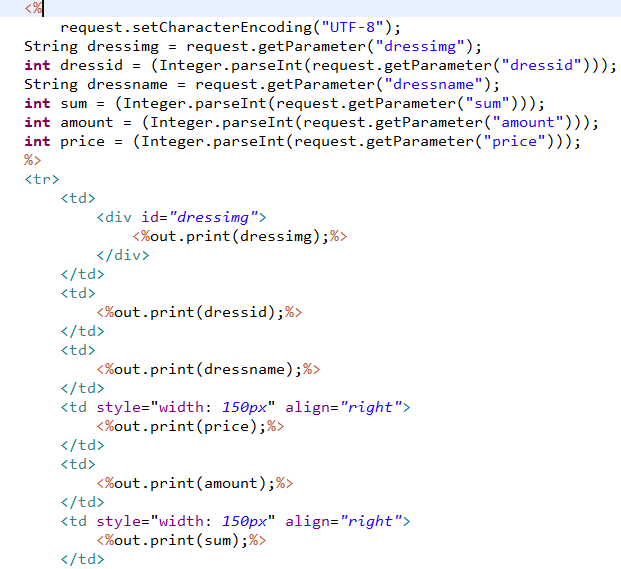 <%
request.setCharacterEncoding("UTF-8");
String dressimg = request.getParameter("dressimg");
int dressid = (Integer.parseInt(request.getParameter("dressid")));
String dressname = request.getParameter("dressname");
int sum = (Integer.parseInt(request.getParameter("sum")));
int amount = (Integer.parseInt(request.getParameter("amount")));
int price = (Integer.parseInt(request.getParameter("price")));
%>
<tr>
<td>
<div id="dressimg">
<%out.print(dressimg);%>
</div>
</td>
<td>
<%out.print(dressid);%>
</td>
<td>
<%out.print(dressname);%>
</td>
<td style="width: 150px" align="right">
<%out.print(price);%>
</td>
<td>
<%out.print(amount);%>
</td>
<td style="width: 150px" align="right">
<%out.print(sum);%>
</td>